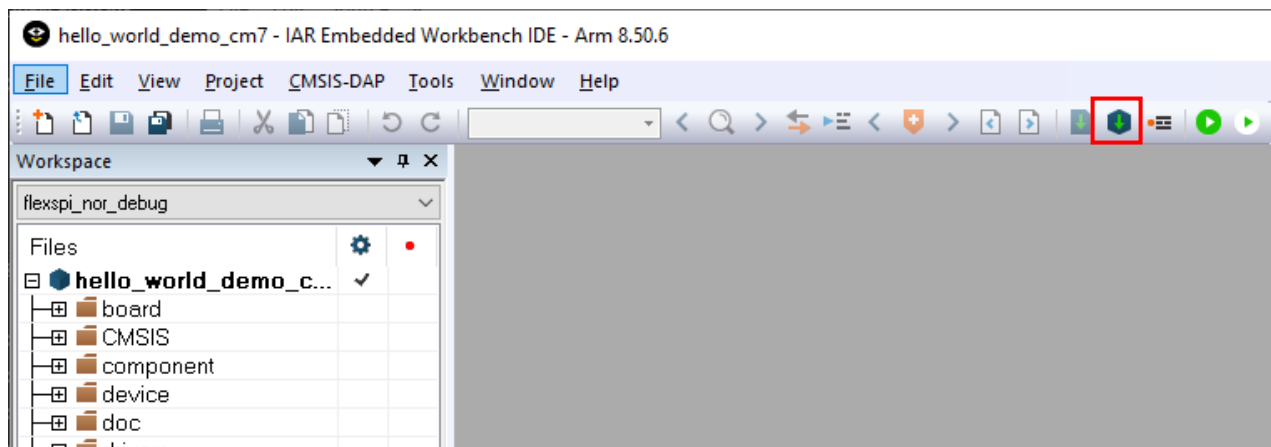 hello_world_demo_cm7 - IAR Embedded Workbench IDE - Arm 8.50.6
File Edit View Project CMSIS-DAP Tools Window Help
Workspace
flexspi_nor_debug
Files
hello_world_demo_c...
board
CMSIS
component
device
doc